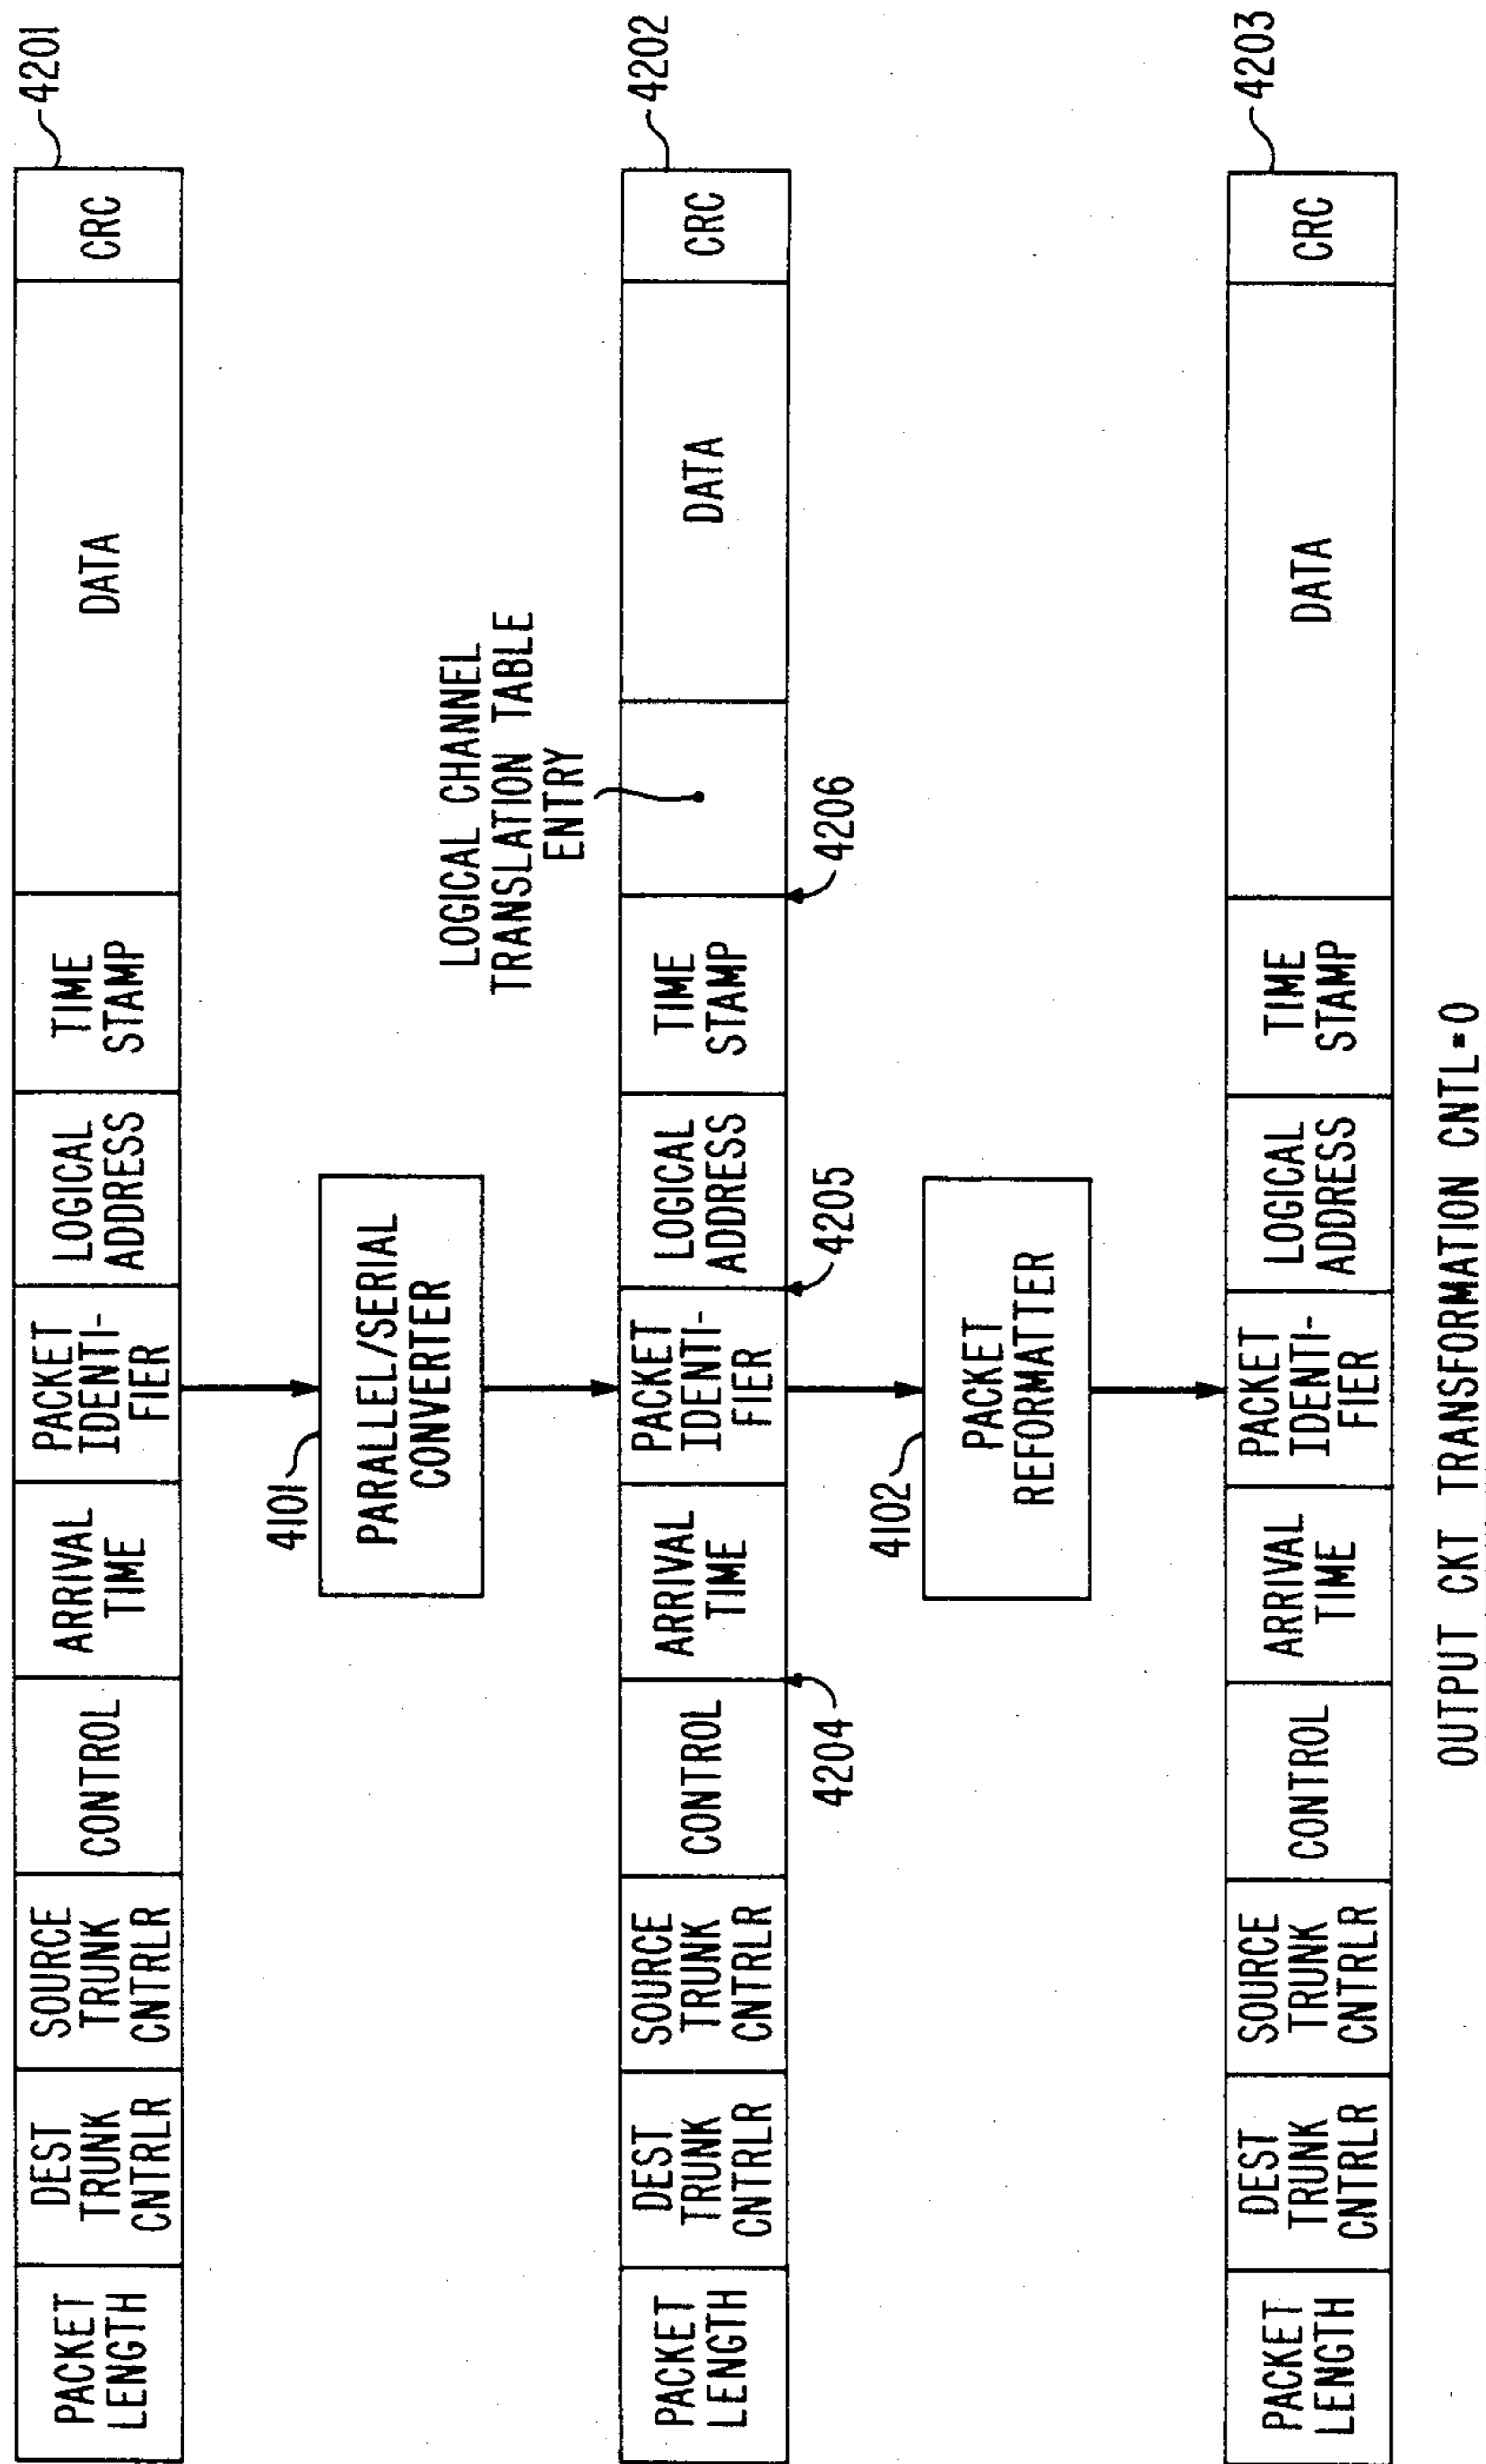 PACKET
LENGTH
DEST
TRUNK
CNTRLR
SOURCE
TRUNK
CNTRLR
CONTROL
ARRIVAL
TIME
PACKET
IDENTI-
FIER
LOGICAL
ADDRESS
TIME
STAMP
DATA
CRC
4201
4101
PARALLEL/SERIAL
CONVERTER
LOGICAL CHANNEL
TRANSLATION TABLE
ENTRY
PACKET
LENGTH
DEST
TRUNK
CNTRLR
SOURCE
TRUNK
CNTRLR
CONTROL
ARRIVAL
TIME
PACKET
IDENTI-
FIER
LOGICAL
ADDRESS
TIME
STAMP
DATA
CRC
4202
4204
4205
4206
4102
PACKET
REFORMATTER
PACKET
LENGTH
DEST
TRUNK
CNTRLR
SOURCE
TRUNK
CNTRLR
CONTROL
ARRIVAL
TIME
PACKET
IDENTI-
FIER
LOGICAL
ADDRESS
TIME
STAMP
DATA
CRC
4203
OUTPUT CKT TRANSFORMATION CNTL=0